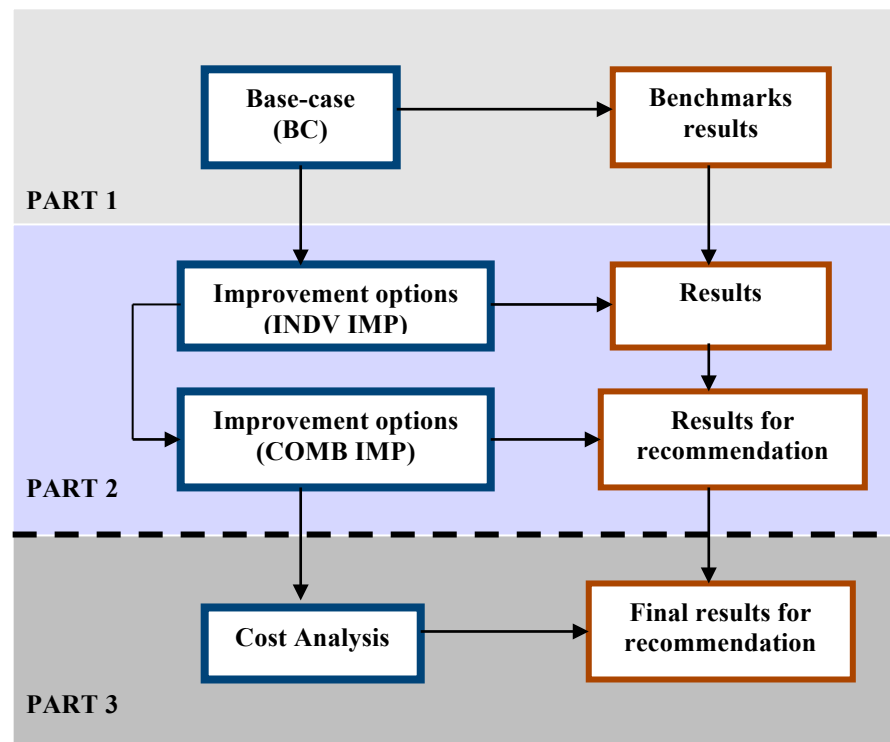 Base-case
(BC)
Benchmarks
results
PART 1
Improvement options
(INDV IMP)
Results
Improvement options
(COMB IMP)
Results for
recommendation
PART 2
Cost Analysis
Final results for
recommendation
PART 3